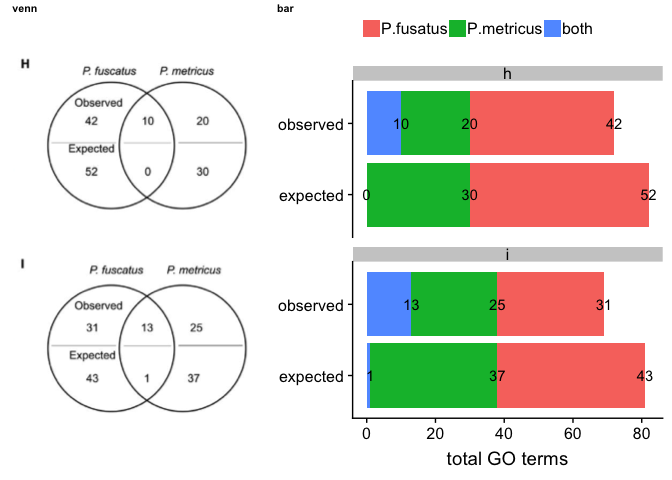 venn
H
P. fuscatus P. metricus
Observed
42 10 20
Expected
52 0 30
I
P. fuscatus P. metricus
Observed
31 13 25
Expected
43 1 37
bar
P.fusatus P.metricus both
h
observed 10 20 42
expected 0 30 52
i
observed 13 25 31
expected 1 37 43
0 20 40 60 80
total GO terms